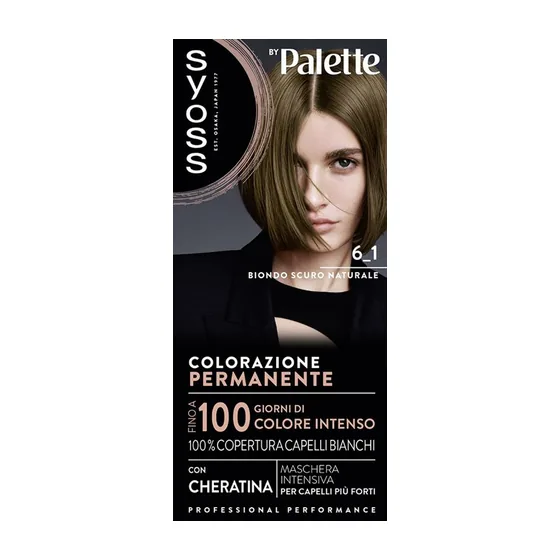 syoss
EST. OSAKA, JAPAN 1977
BY Palette
6_1
BIONDO SCURO NATURALE
COLORAZIONE
PERMANENTE
FINO A 100 GIORNI DI
COLORE INTENSO
100% COPERTURA CAPELLI BIANCHI
CON
CHERATINA
MASCHERA
INTENSIVA
PER CAPELLI PIÙ FORTI
PROFESSIONAL PERFORMANCE